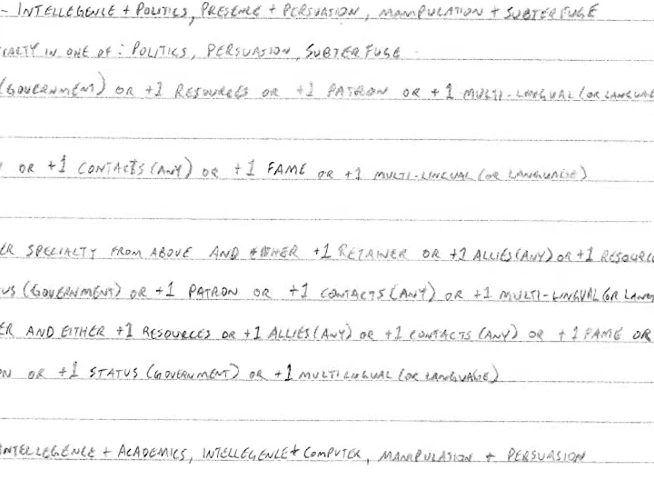 - INTELLEGENCE + POLITICS, PRESENCE + PERSUASION, MANIPULATION + SUBTERFUGE
CIALTY IN ONE OF : POLITICS, PERSUASION, SUBTERFUGE
(GOVERNMENT) OR +1 RESOURCES OR +1 PATRON OR +1 MULTI-LINGUAL (OR LANGUAG
OR +1 CONTACTS (ANY) OR +1 FAME OR +1 MULTI-LINGUAL (OR LANGUAGE)
ER SPECIALTY FROM ABOVE AND EITHER +1 RETAINER OR +1 ALLIES (ANY) OR +1 RESOURC
US (GOVERNMENT) OR +1 PATRON OR +1 CONTACTS (ANY) OR +1 MULTI-LINGUAL (OR LANG
ER AND EITHER +1 RESOURCES OR +1 ALLIES (ANY) OR +1 CONTACTS (ANY) OR +1 FAME OR
ON OR +1 STATUS (GOVERNMENT) OR +1 MULTILINGUAL (OR LANGUAGE)
INTELLEGENCE + ACADEMICS, INTELLEGENCE + COMPUTER, MANIPULATION + PERSUASION